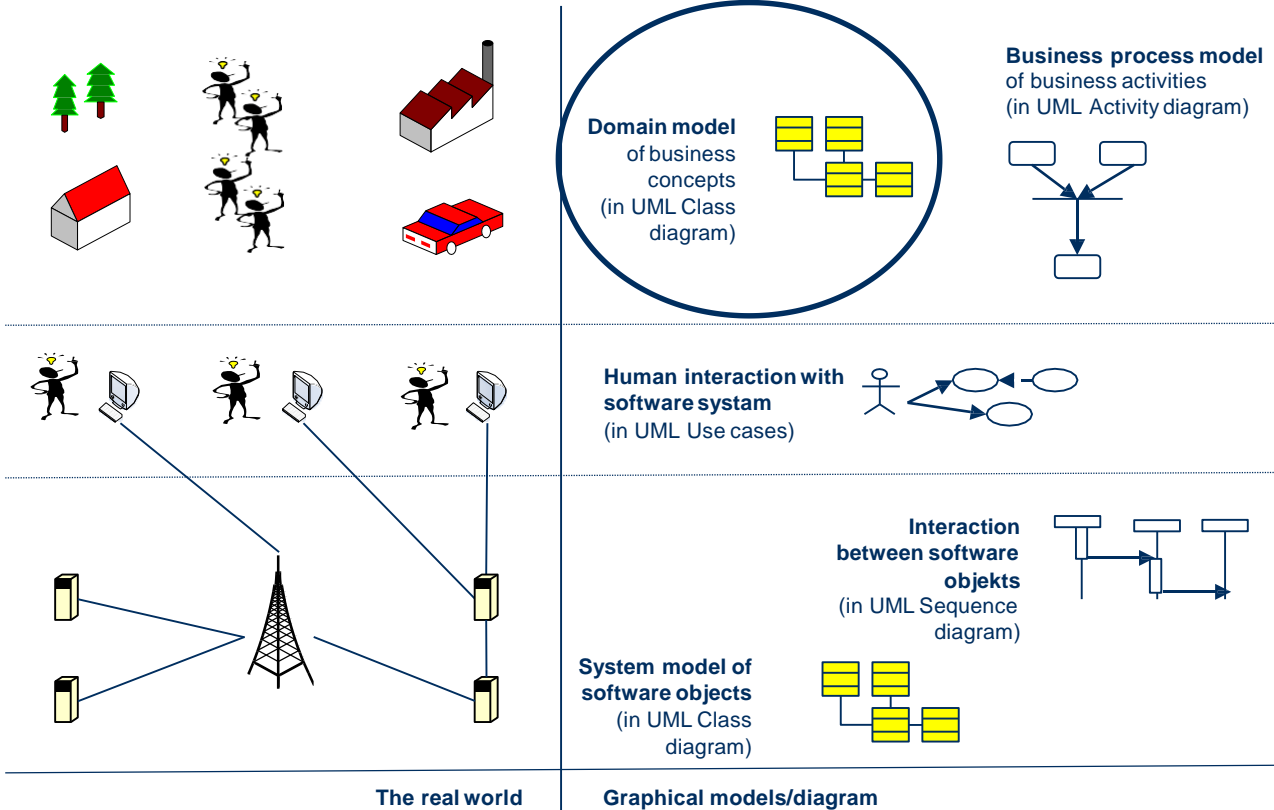 Business process model
of business activities
(in UML Activity diagram)
Domain model
of business
concepts
(in UML Class
diagram)
Human interaction with
software systam
(in UML Use cases)
Interaction
between software
objekts
(in UML Sequence
diagram)
System model of
software objects
(in UML Class
diagram)
The real world
Graphical models/diagram